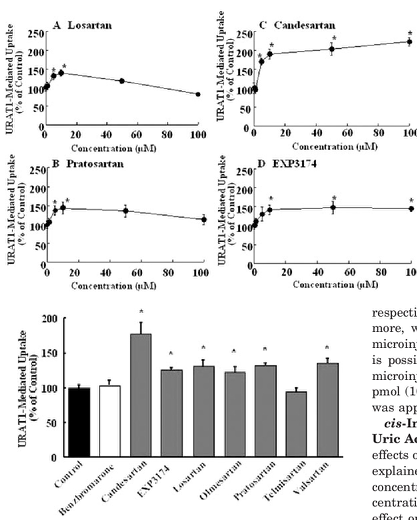 A Losartan
URAT1-Mediated Uptake
(% of Control)
250
200
150
100
50
0
0 20 40 60 80 100
Concentration (μM)
C Candesartan
URAT1-Mediated Uptake
(% of Control)
250
200
150
100
50
0
0 20 40 60 80 100
Concentration (μM)
B Pratosartan
URAT1-Mediated Uptake
(% of Control)
250
200
150
100
50
0
0 20 40 60 80 100
Concentration (μM)
D EXP3174
URAT1-Mediated Uptake
(% of Control)
250
200
150
100
50
0
0 20 40 60 80 100
Concentration (μM)
URAT1-Mediated Uptake
(% of Control)
200
150
100
50
0
Control
Benzbromarone
Candesartan
EXP3174
Losartan
Olmesartan
Pratosartan
Telmisartan
Valsartan
respecti
more, w
microinj
is possi
microinj
pmol (10
was app
cis-In
Uric Ac
effects o
explaine
concent
centrati
effect or